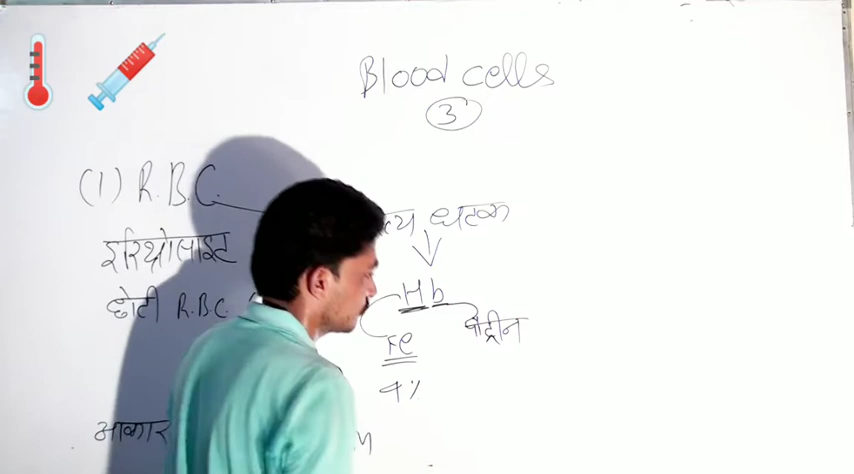 Blood cells
3
(1) R.B.C.
घटक
इरिथ्रोसाइट
Hb
छोटी R.B.C.
Fe
4%
आकार